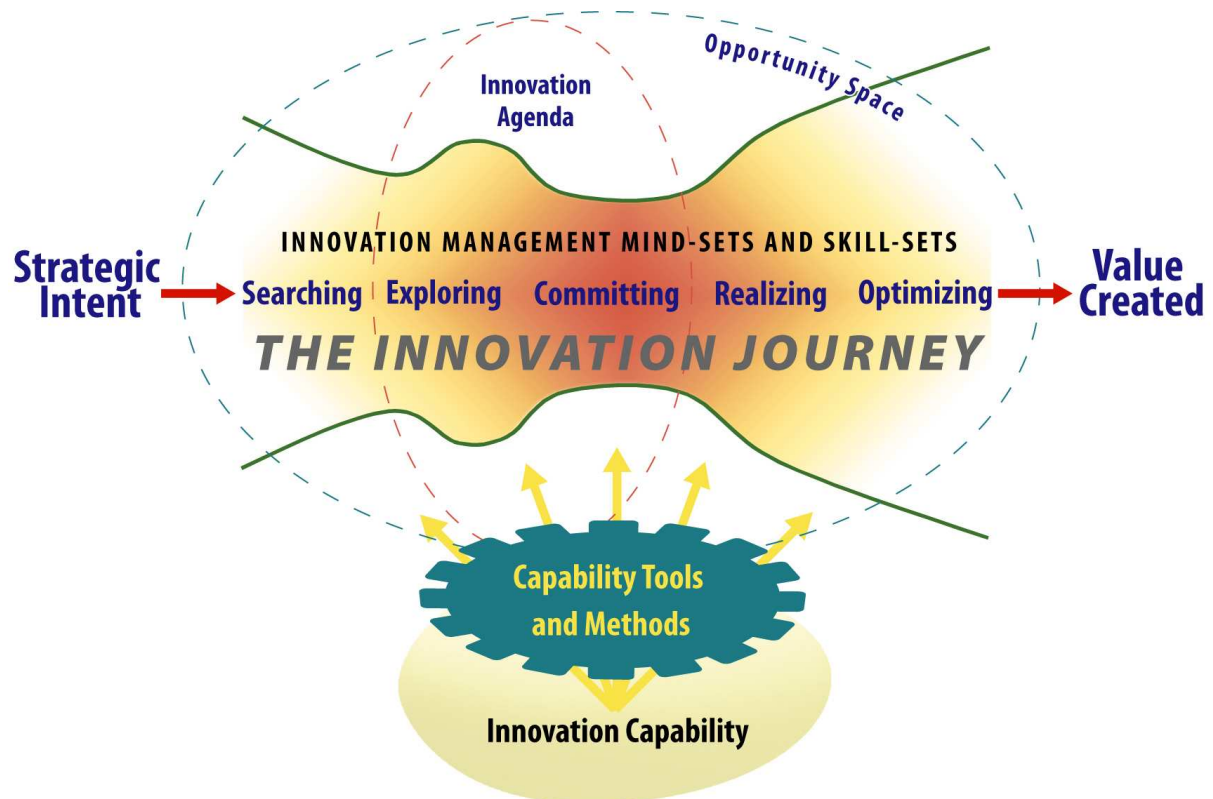 Opportunity Space
Innovation
Agenda
INNOVATION MANAGEMENT MIND-SETS AND SKILL-SETS
Strategic
Intent
Searching Exploring Committing Realizing Optimizing
Value
Created
THE INNOVATION JOURNEY
Capability Tools
and Methods
Innovation Capability